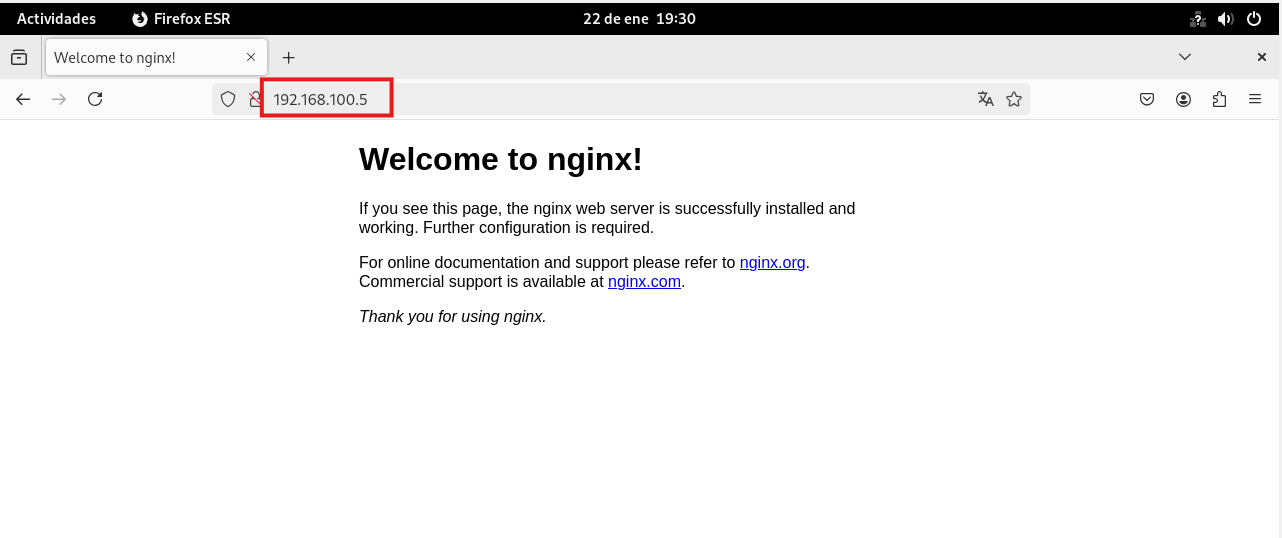 Actividades Firefox ESR 22 de ene 19:30
Welcome to nginx!
192.168.100.5
Welcome to nginx!
If you see this page, the nginx web server is successfully installed and
working. Further configuration is required.
For online documentation and support please refer to nginx.org.
Commercial support is available at nginx.com.
Thank you for using nginx.